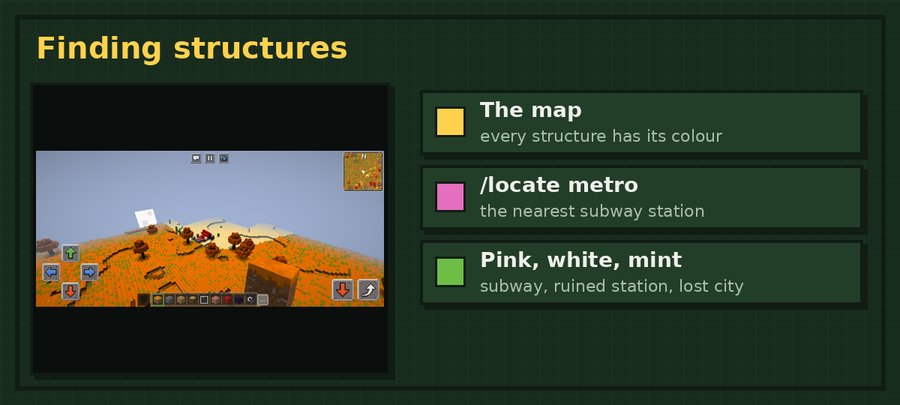 Finding structures
The map
every structure has its colour
/locate metro
the nearest subway station
Pink, white, mint
subway, ruined station, lost city